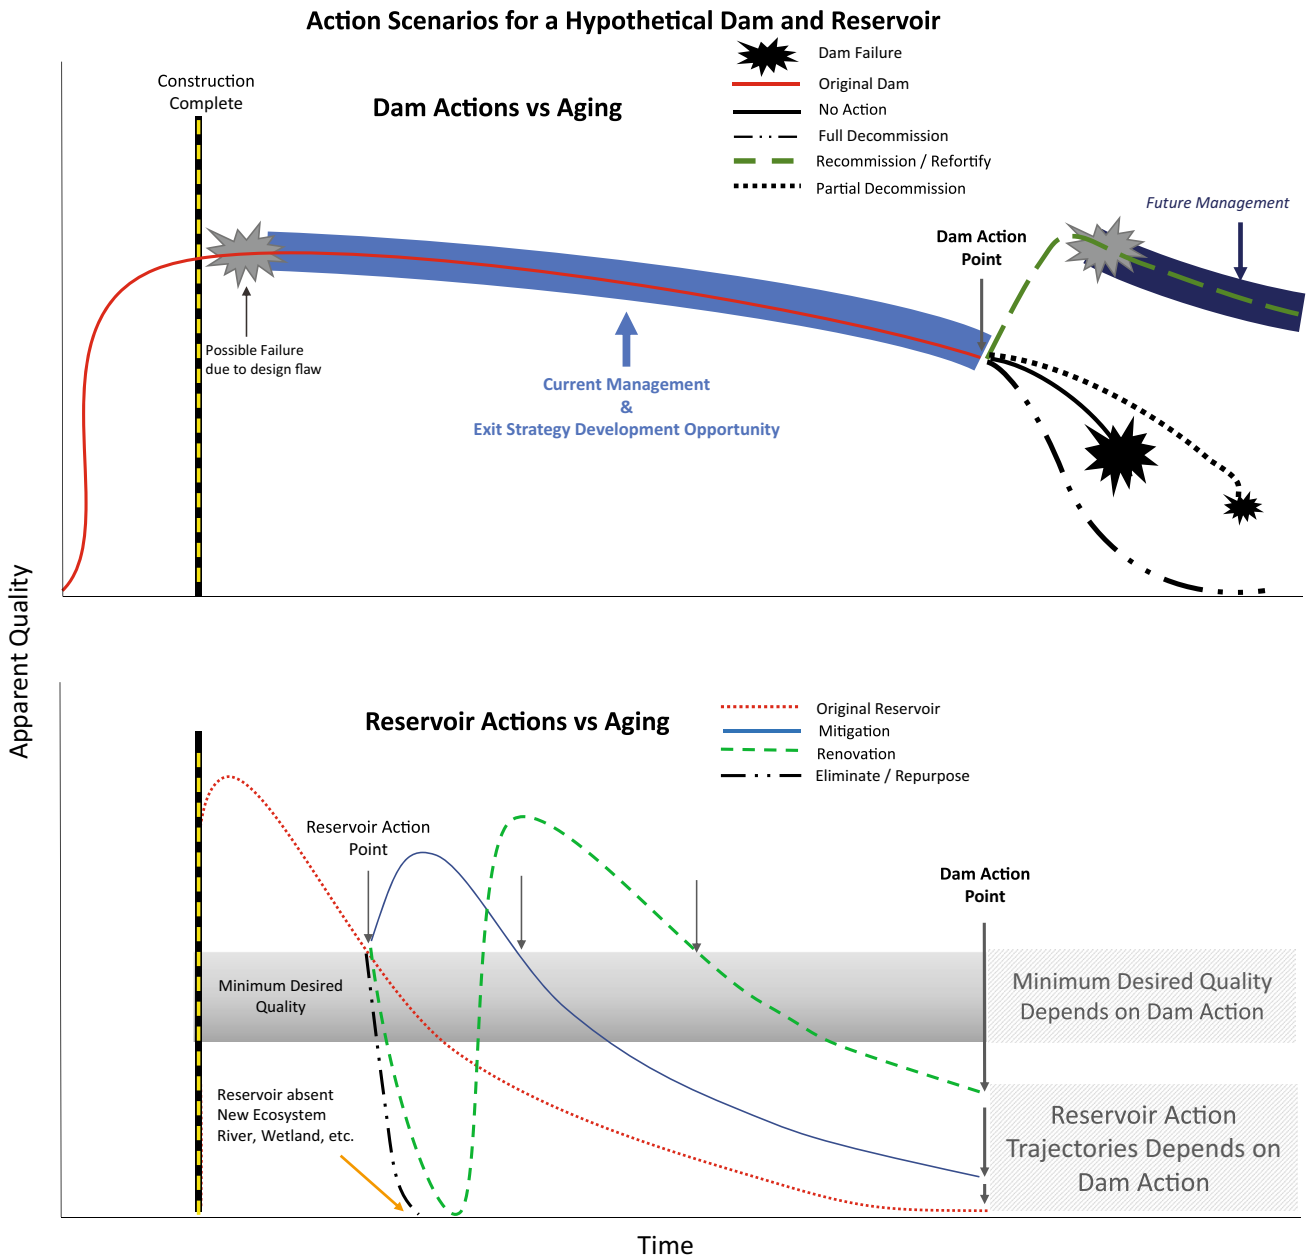 Action Scenarios for a Hypothetical Dam and Reservoir
Dam Failure
Original Dam
No Action
Full Decommission
Recommission / Refortify
Partial Decommission
Construction
Complete
Dam Actions vs Aging
Future Management
Dam Action
Point
Possible Failure
due to design flaw
Current Management
&
Exit Strategy Development Opportunity
Apparent Quality
Reservoir Actions vs Aging
Original Reservoir
Mitigation
Renovation
Eliminate / Repurpose
Reservoir Action
Point
Dam Action
Point
Minimum Desired
Quality
Minimum Desired Quality
Depends on Dam Action
Reservoir absent
New Ecosystem
River, Wetland, etc.
Reservoir Action
Trajectories Depends on
Dam Action
Time